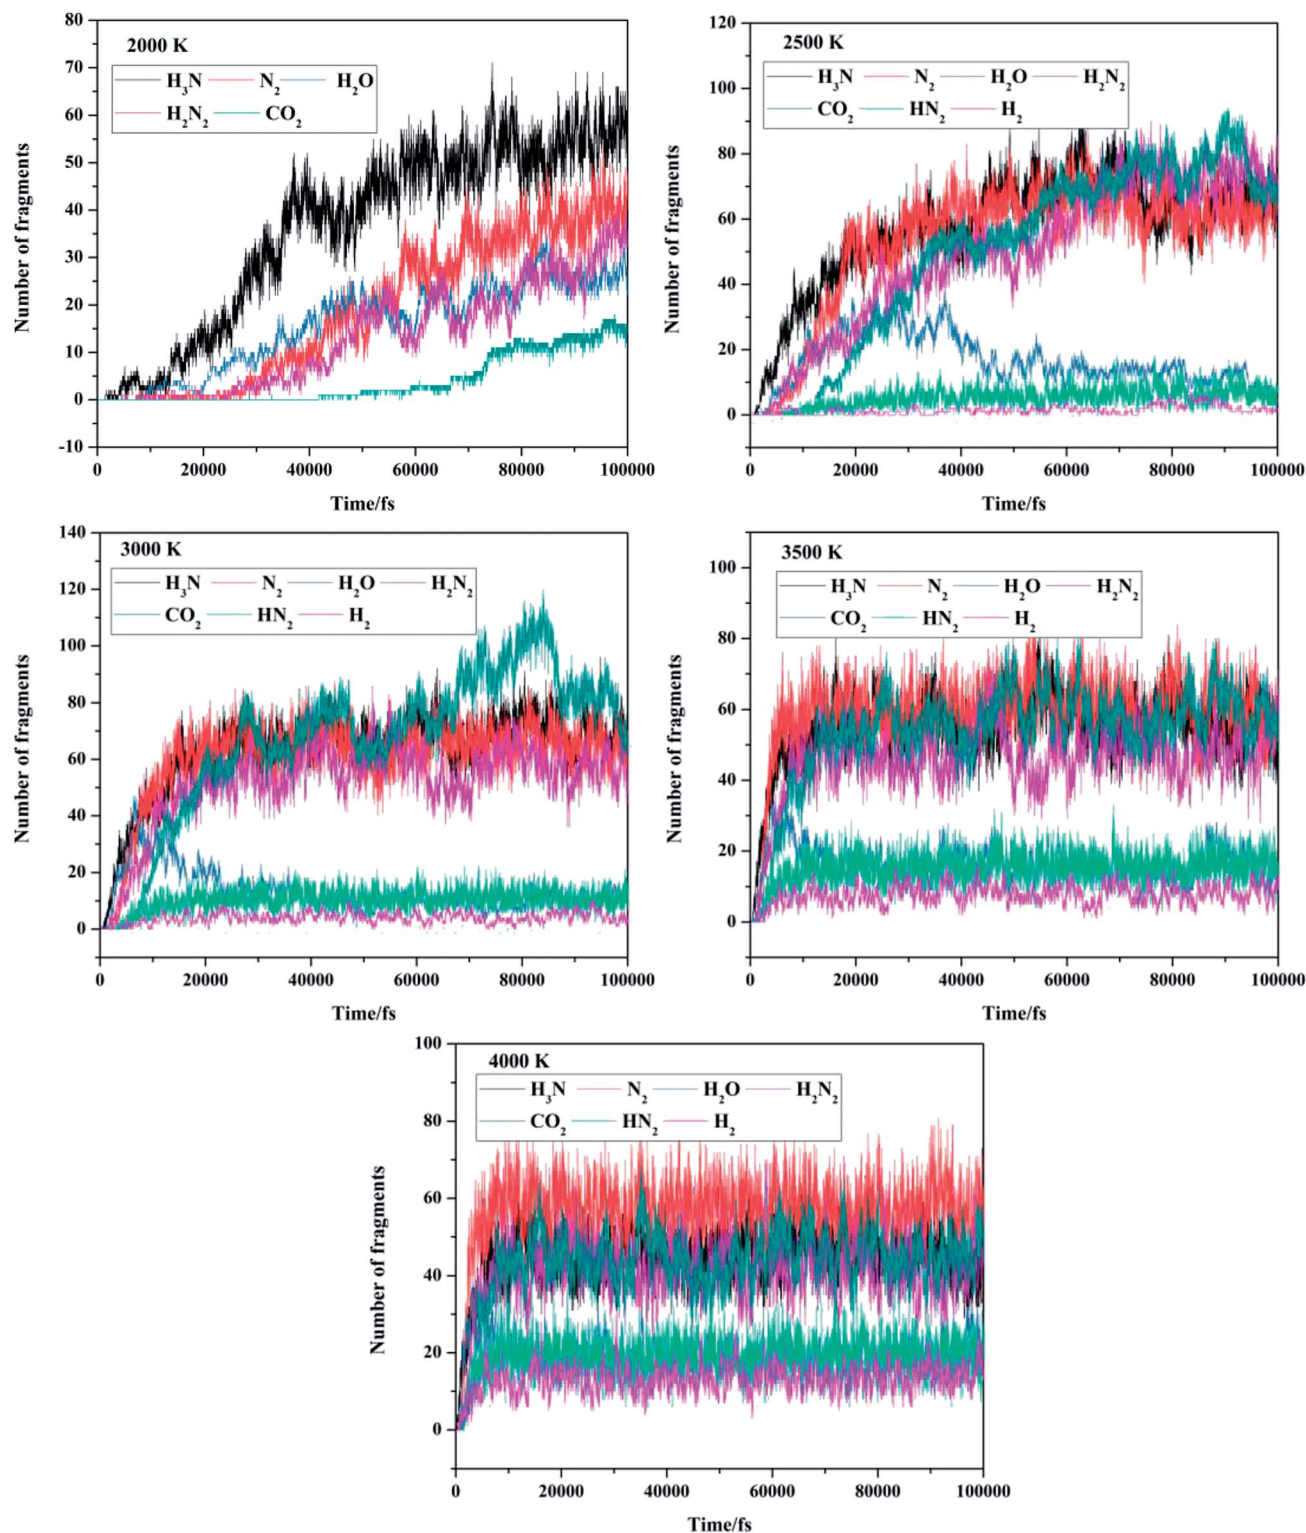 80
70
60
50
40
30
20
10
0
-10
2000 K
H₃N N₂ H₂O
H₂N₂ CO₂
Number of fragments
0 20000 40000 60000 80000 100000
Time/fs
120
100
80
60
40
20
0
2500 K
H₃N N₂ H₂O H₂N₂
CO₂ HN₂ H₂
Number of fragments
0 20000 40000 60000 80000 100000
Time/fs
140
120
100
80
60
40
20
0
3000 K
H₃N N₂ H₂O H₂N₂
CO₂ HN₂ H₂
Number of fragments
0 20000 40000 60000 80000 100000
Time/fs
100
80
60
40
20
0
3500 K
H₃N N₂ H₂O H₂N₂
CO₂ HN₂ H₂
Number of fragments
0 20000 40000 60000 80000 100000
Time/fs
100
80
60
40
20
0
4000 K
H₃N N₂ H₂O H₂N₂
CO₂ HN₂ H₂
Number of fragments
0 20000 40000 60000 80000 100000
Time/fs